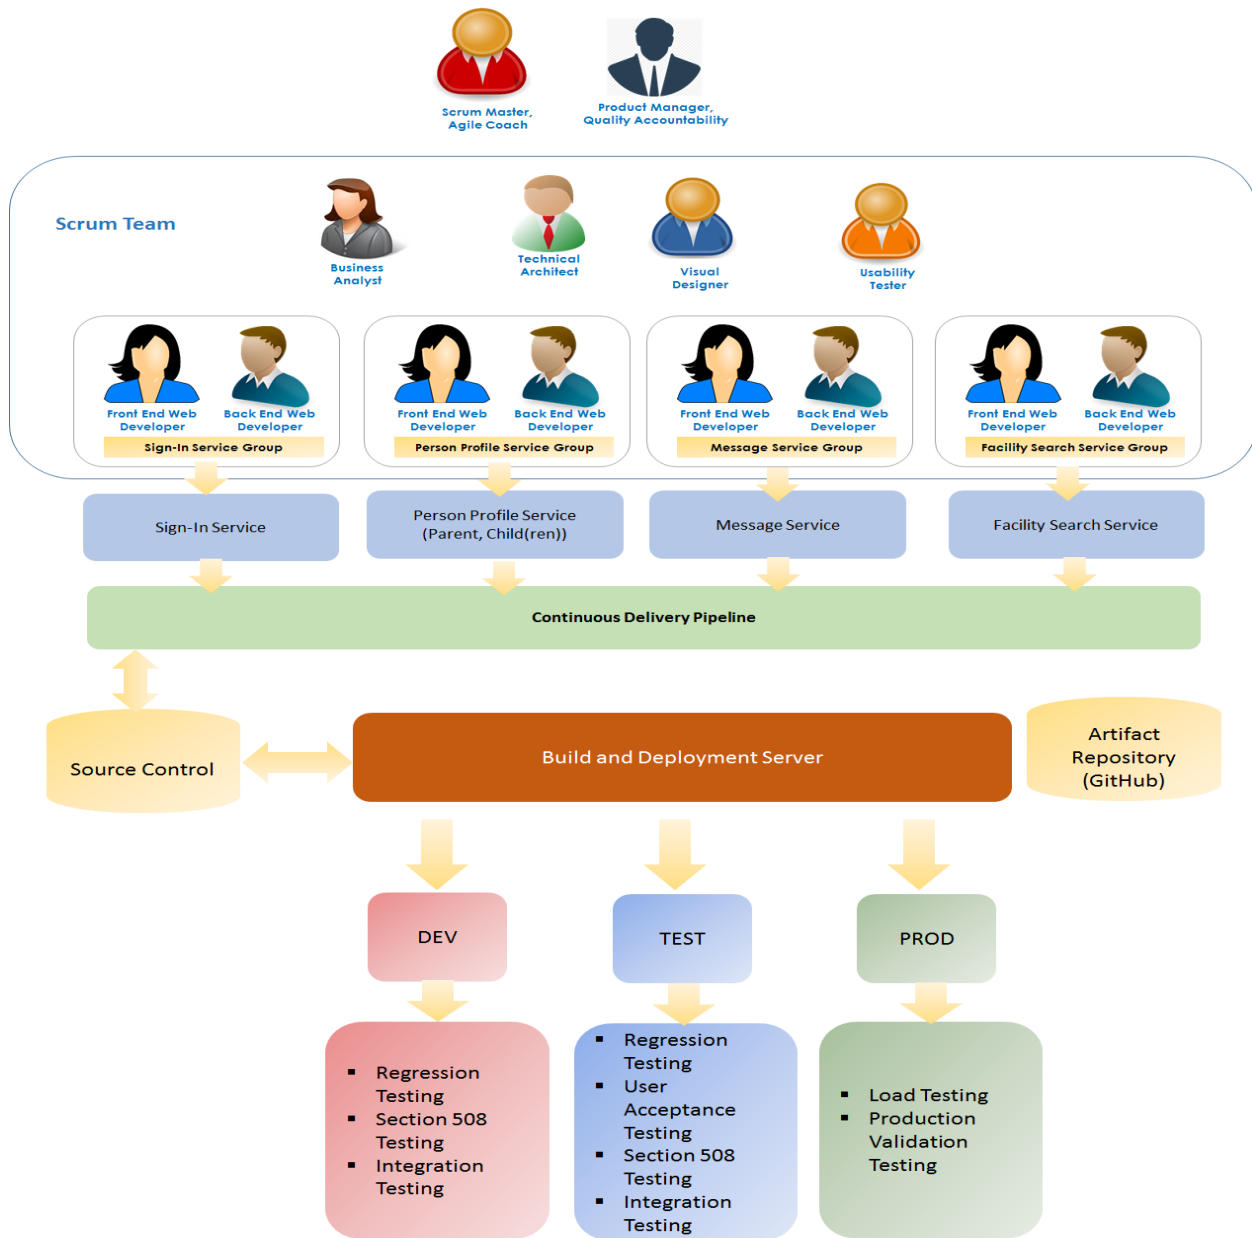 Scrum Master,
Agile Coach
Product Manager,
Quality Accountability
Scrum Team
Business
Analyst
Technical
Architect
Visual
Designer
Usability
Tester
Front End Web
Developer
Back End Web
Developer
Sign-In Service Group
Front End Web
Developer
Back End Web
Developer
Person Profile Service Group
Front End Web
Developer
Back End Web
Developer
Message Service Group
Front End Web
Developer
Back End Web
Developer
Facility Search Service Group
Sign-In Service
Person Profile Service
(Parent, Child(ren))
Message Service
Facility Search Service
Continuous Delivery Pipeline
Source Control
Build and Deployment Server
Artifact
Repository
(GitHub)
DEV
TEST
PROD
▪ Regression
Testing
▪ Section 508
Testing
▪ Integration
Testing
▪ Regression
Testing
▪ User
Acceptance
Testing
▪ Section 508
Testing
▪ Integration
Testing
▪ Load Testing
▪ Production
Validation
Testing